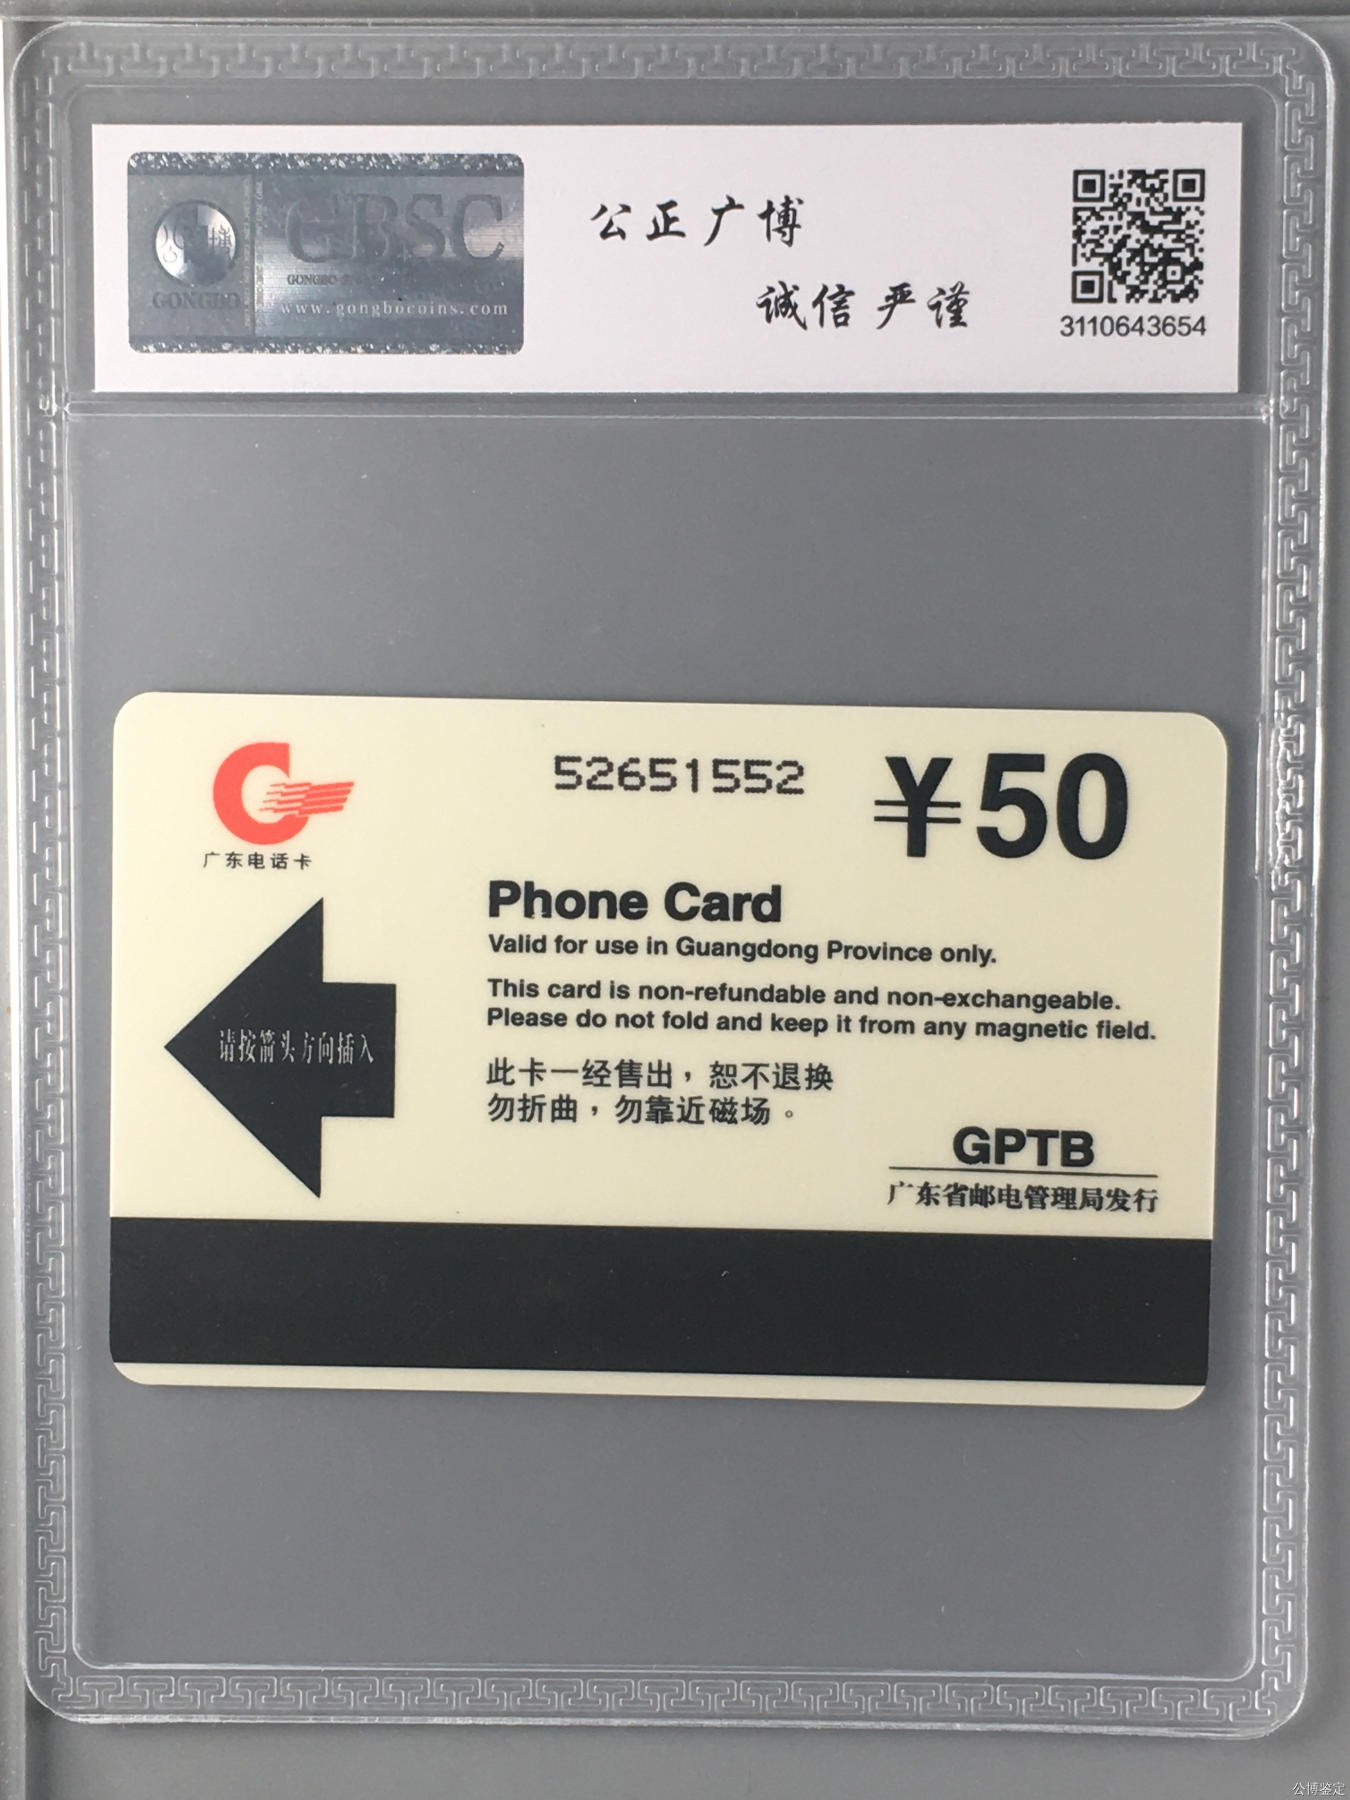 GBSC
GONGBO
www.gongbocoins.com
公正广博
诚信严谨
3110643654
广东电话卡
52651552
¥50
Phone Card
Valid for use in Guangdong Province only.
This card is non-refundable and non-exchangeable.
Please do not fold and keep it from any magnetic field.
请按箭头方向插入
此卡一经售出，恕不退换
勿折曲，勿靠近磁场。
GPTB
广东省邮电管理局发行
公博鉴定